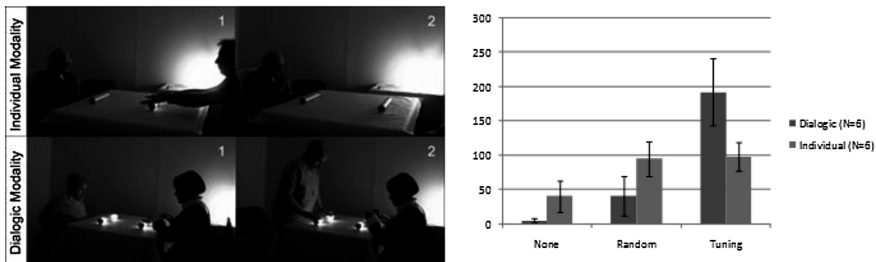 Individual Modality
1
2
Dialogic Modality
1
2
300
250
200
150
100
50
0
None
Random
Tuning
Dialogic (N=6)
Individual (N=6)